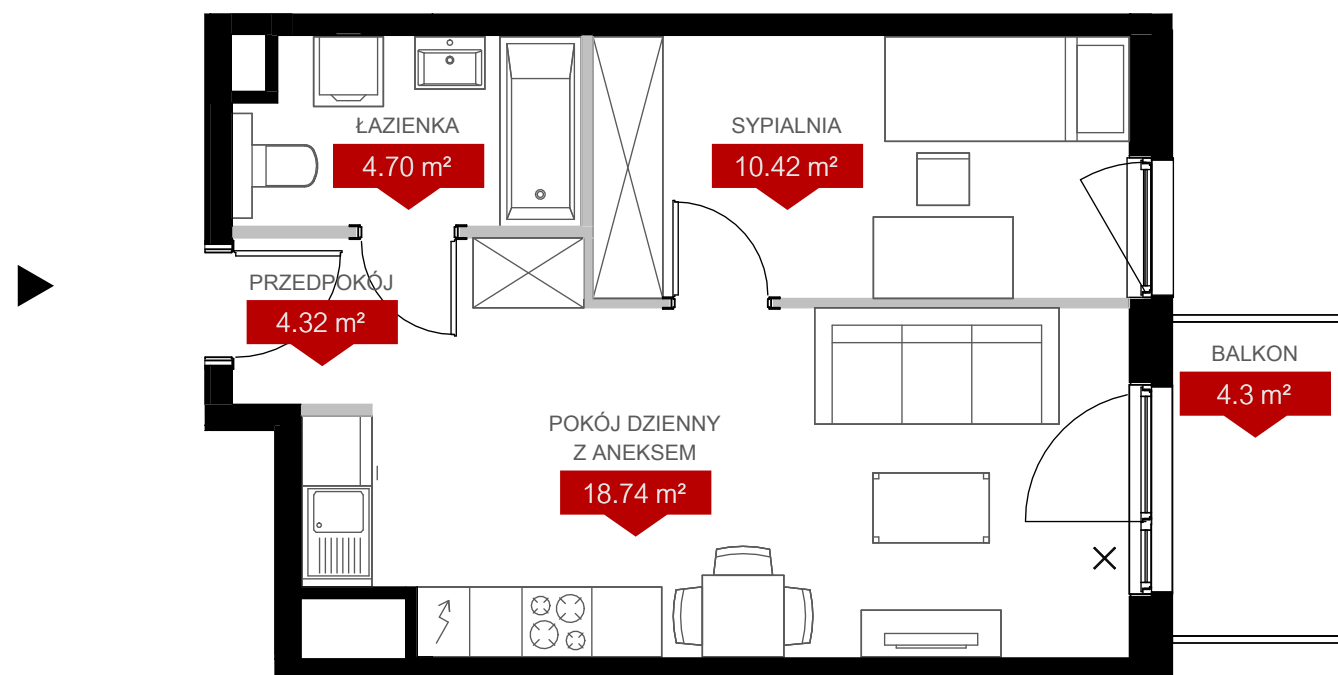 ŁAZIENKA
4.70 m²
SYPIALNIA
10.42 m²
PRZEDPOKÓJ
4.32 m²
BALKON
4.3 m²
POKÓJ DZIENNY
Z ANEKSEM
18.74 m²